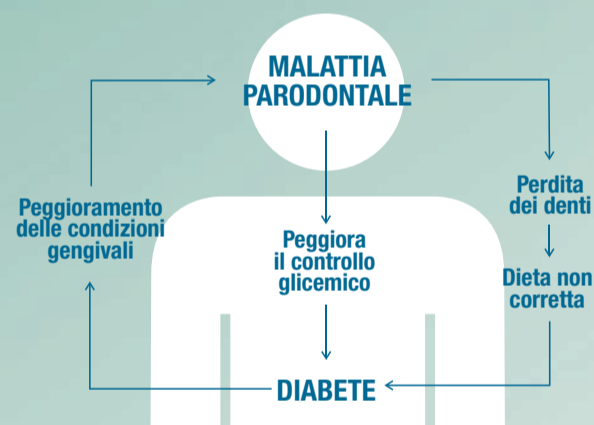 MALATTIA
PARODONTALE
Perdita
dei denti
Peggioramento
delle condizioni
gengivali
Peggiora
il controllo
glicemico
Dieta non
corretta
DIABETE